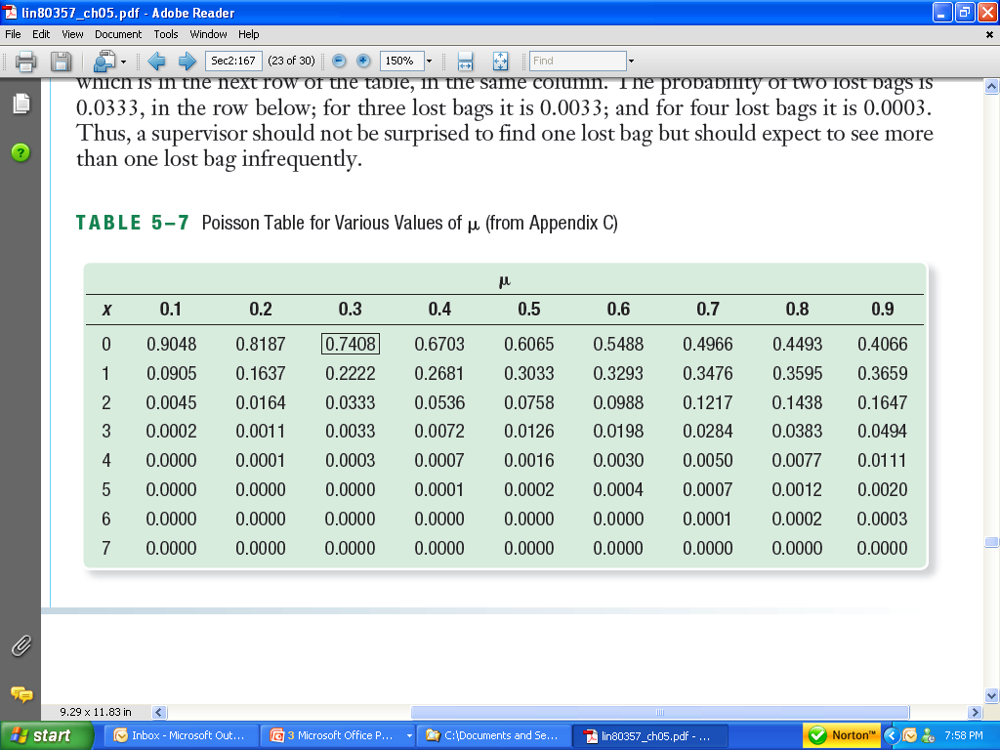 lin80357_ch05.pdf - Adobe Reader
File Edit View Document Tools Window Help
Sec2:167 (23 of 30) 150% Find
which is in the next row of the table, in the same column. The probability of two lost bags is
0.0333, in the row below; for three lost bags it is 0.0033; and for four lost bags it is 0.0003.
Thus, a supervisor should not be surprised to find one lost bag but should expect to see more
than one lost bag infrequently.
TABLE 5–7 Poisson Table for Various Values of μ (from Appendix C)
μ
x 0.1 0.2 0.3 0.4 0.5 0.6 0.7 0.8 0.9
0 0.9048 0.8187 0.7408 0.6703 0.6065 0.5488 0.4966 0.4493 0.4066
1 0.0905 0.1637 0.2222 0.2681 0.3033 0.3293 0.3476 0.3595 0.3659
2 0.0045 0.0164 0.0333 0.0536 0.0758 0.0988 0.1217 0.1438 0.1647
3 0.0002 0.0011 0.0033 0.0072 0.0126 0.0198 0.0284 0.0383 0.0494
4 0.0000 0.0001 0.0003 0.0007 0.0016 0.0030 0.0050 0.0077 0.0111
5 0.0000 0.0000 0.0000 0.0001 0.0002 0.0004 0.0007 0.0012 0.0020
6 0.0000 0.0000 0.0000 0.0000 0.0000 0.0000 0.0001 0.0002 0.0003
7 0.0000 0.0000 0.0000 0.0000 0.0000 0.0000 0.0000 0.0000 0.0000
9.29 x 11.83 in
start Inbox - Microsoft Out... 3 Microsoft Office P... C:\Documents and Se... lin80357_ch05.pdf - ... Norton™ 7:58 PM